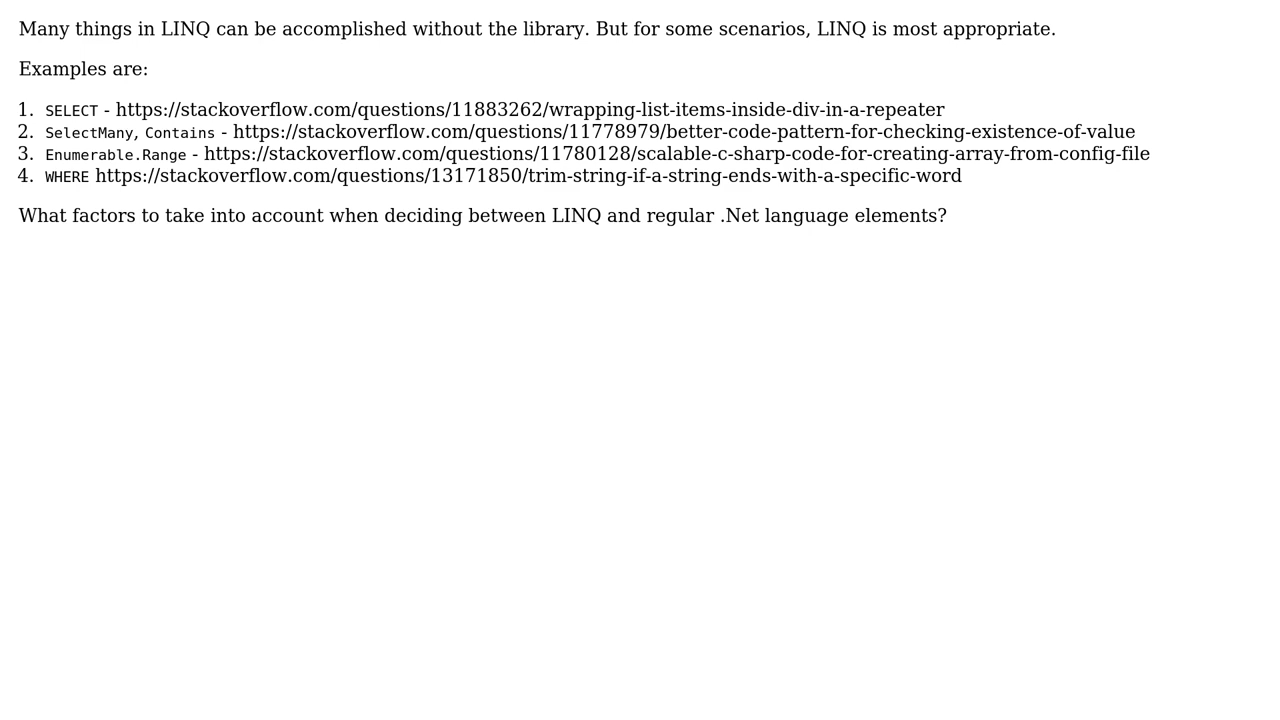 Many things in LINQ can be accomplished without the library. But for some scenarios, LINQ is most appropriate.
Examples are:
1. SELECT - https://stackoverflow.com/questions/11883262/wrapping-list-items-inside-div-in-a-repeater
2. SelectMany, Contains - https://stackoverflow.com/questions/11778979/better-code-pattern-for-checking-existence-of-value
3. Enumerable.Range - https://stackoverflow.com/questions/11780128/scalable-c-sharp-code-for-creating-array-from-config-file
4. WHERE https://stackoverflow.com/questions/13171850/trim-string-if-a-string-ends-with-a-specific-word
What factors to take into account when deciding between LINQ and regular .Net language elements?